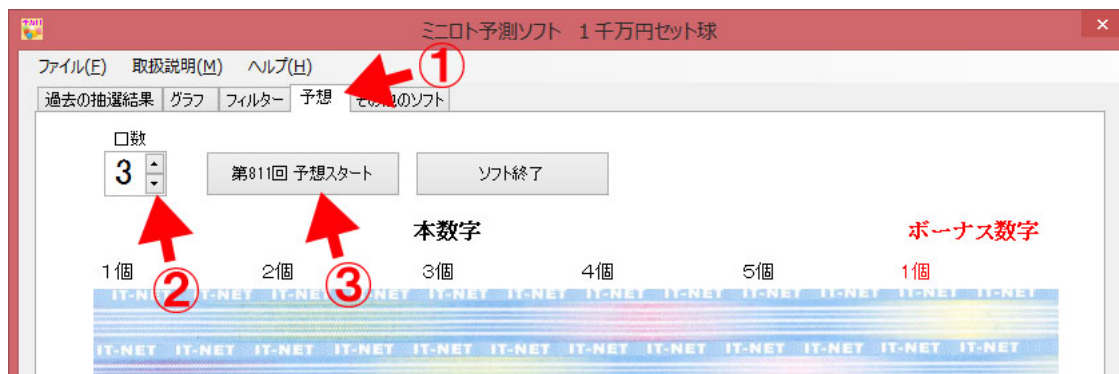 ミニロト予測ソフト １千万円セット球
ファイル(F) 取扱説明(M) ヘルプ(H)
①
過去の抽選結果 グラフ フィルター 予想 その他のソフト
口数
3 第811回 予想スタート ソフト終了
本数字 ボーナス数字
1個 2個 3個 4個 5個 1個
② ③
IT-NET IT-NET IT-NET IT-NET IT-NET IT-NET IT-NET IT-NET IT-NET IT-NET IT-NET IT-NET
IT-NET IT-NET IT-NET IT-NET IT-NET IT-NET IT-NET IT-NET IT-NET IT-NET IT-NET IT-NET